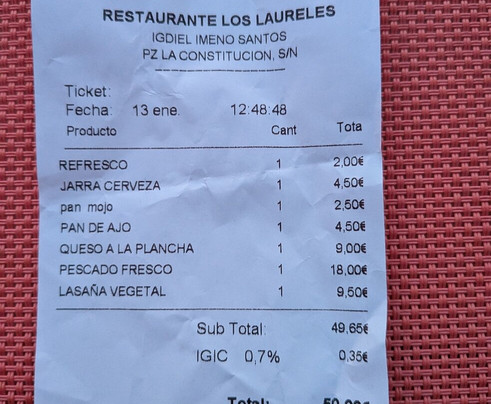 RESTAURANTE LOS LAURELES
IGDIEL IMENO SANTOS
PZ LA CONSTITUCION, S/N
Ticket:
Fecha: 13 ene. 12:48:48
Producto Cant Tota
REFRESCO 1 2,00€
JARRA CERVEZA 1 4,50€
pan mojo 1 2,50€
PAN DE AJO 1 4,50€
QUESO A LA PLANCHA 1 9,00€
PESCADO FRESCO 1 18,00€
LASAÑA VEGETAL 1 9,50€
Sub Total: 49,65€
IGIC 0,7% 0,35€
Total: